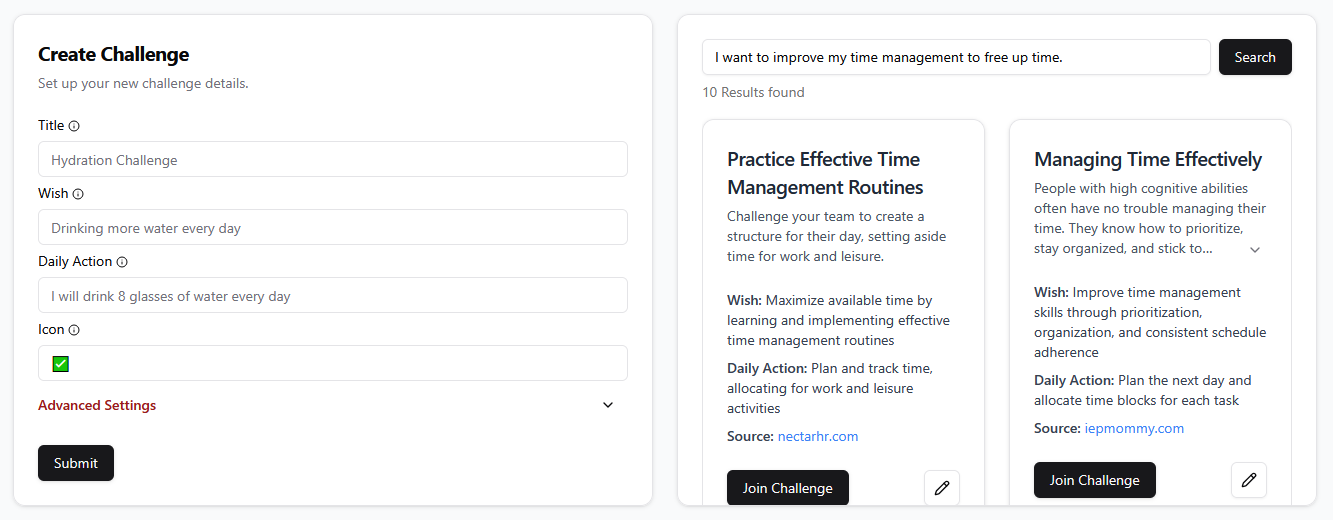 Create Challenge
Set up your new challenge details.
Title
Hydration Challenge
Wish
Drinking more water every day
Daily Action
I will drink 8 glasses of water every day
Icon
Advanced Settings
Submit
I want to improve my time management to free up time.
Search
10 Results found
Practice Effective Time
Management Routines
Challenge your team to create a
structure for their day, setting aside
time for work and leisure.
Wish: Maximize available time by
learning and implementing effective
time management routines
Daily Action: Plan and track time,
allocating for work and leisure
activities
Source: nectarhr.com
Join Challenge
Managing Time Effectively
People with high cognitive abilities
often have no trouble managing their
time. They know how to prioritize,
stay organized, and stick to...
Wish: Improve time management
skills through prioritization,
organization, and consistent schedule
adherence
Daily Action: Plan the next day and
allocate time blocks for each task
Source: iepmommy.com
Join Challenge